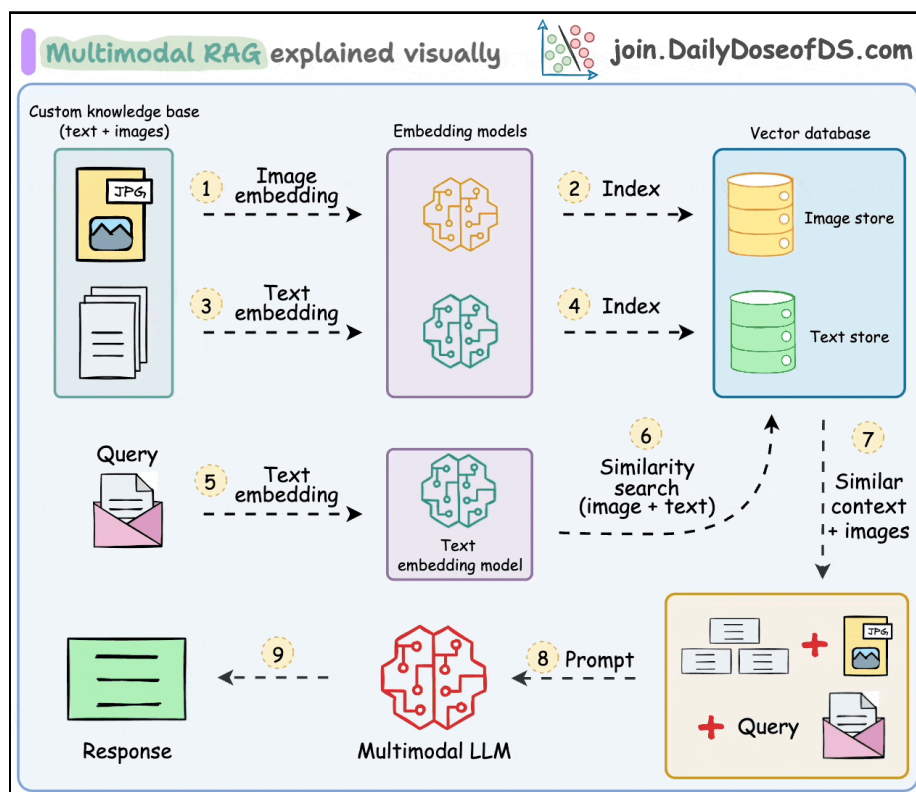 Multimodal RAG explained visually
join.DailyDoseofDS.com
Custom knowledge base
(text + images)
Embedding models
Vector database
JPG
1
Image
embedding
2
Index
Image store
3
Text
embedding
4
Index
Text store
Query
5
Text
embedding
Text
embedding model
6
Similarity
search
(image + text)
7
Similar
context
+ images
JPG
+
+ Query
8
Prompt
Multimodal LLM
9
Response